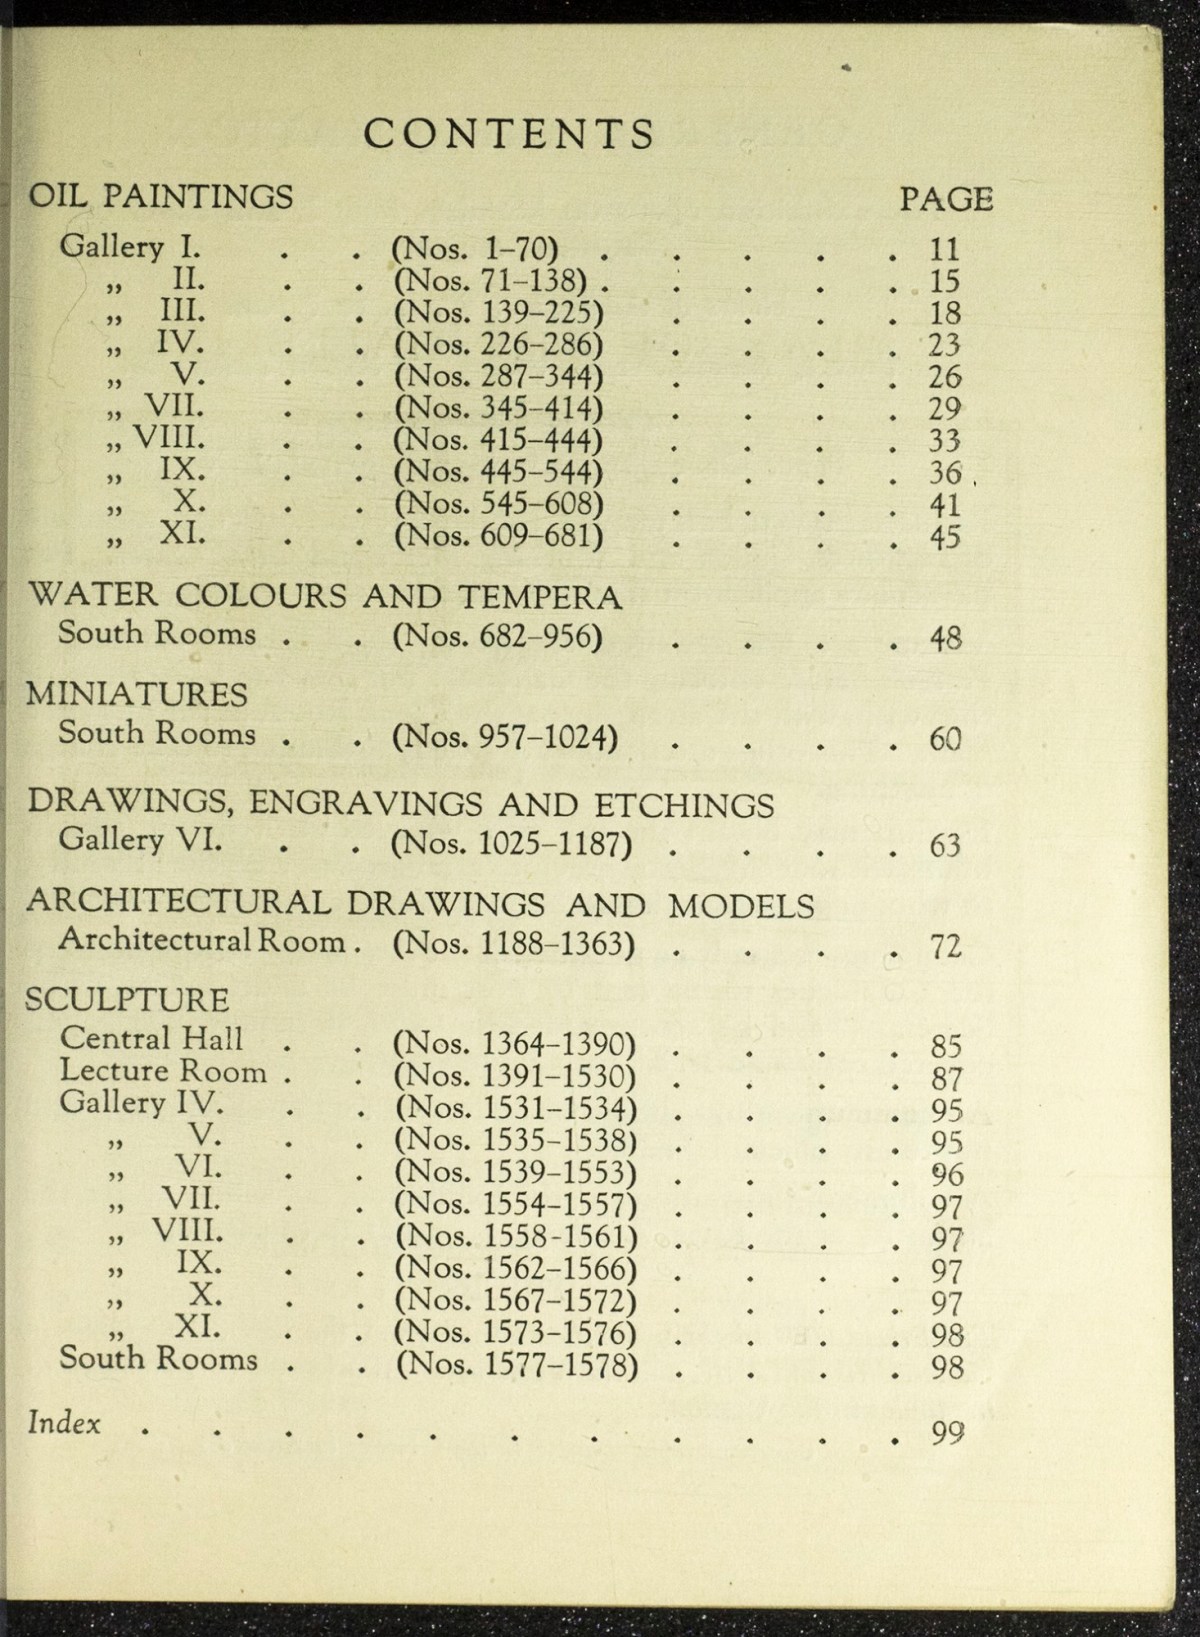 CONTENTS
OIL PAINTINGS PAGE
Gallery I. . . (Nos. 1–70) . . . . . 11
„ II. . . (Nos. 71–138) . . . . . 15
„ III. . . (Nos. 139–225) . . . . 18
„ IV. . . (Nos. 226–286) . . . . 23
„ V. . . (Nos. 287–344) . . . . 26
„ VII. . . (Nos. 345–414) . . . . 29
„ VIII. . . (Nos. 415–444) . . . . 33
„ IX. . . (Nos. 445–544) . . . . 36
„ X. . . (Nos. 545–608) . . . . 41
„ XI. . . (Nos. 609–681) . . . . 45
WATER COLOURS AND TEMPERA
South Rooms . . (Nos. 682–956) . . . . 48
MINIATURES
South Rooms . . (Nos. 957–1024) . . . . 60
DRAWINGS, ENGRAVINGS AND ETCHINGS
Gallery VI. . . (Nos. 1025–1187) . . . . 63
ARCHITECTURAL DRAWINGS AND MODELS
Architectural Room . (Nos. 1188–1363) . . . . 72
SCULPTURE
Central Hall . . (Nos. 1364–1390) . . . . 85
Lecture Room . . (Nos. 1391–1530) . . . . 87
Gallery IV. . . (Nos. 1531–1534) . . . . 95
„ V. . . (Nos. 1535–1538) . . . . 95
„ VI. . . (Nos. 1539–1553) . . . . 96
„ VII. . . (Nos. 1554–1557) . . . . 97
„ VIII. . . (Nos. 1558-1561) . . . . 97
„ IX. . . (Nos. 1562–1566) . . . . 97
„ X. . . (Nos. 1567–1572) . . . . 97
„ XI. . . (Nos. 1573–1576) . . . . 98
South Rooms . . (Nos. 1577–1578) . . . . 98
Index . . . . . . . . . . . 99